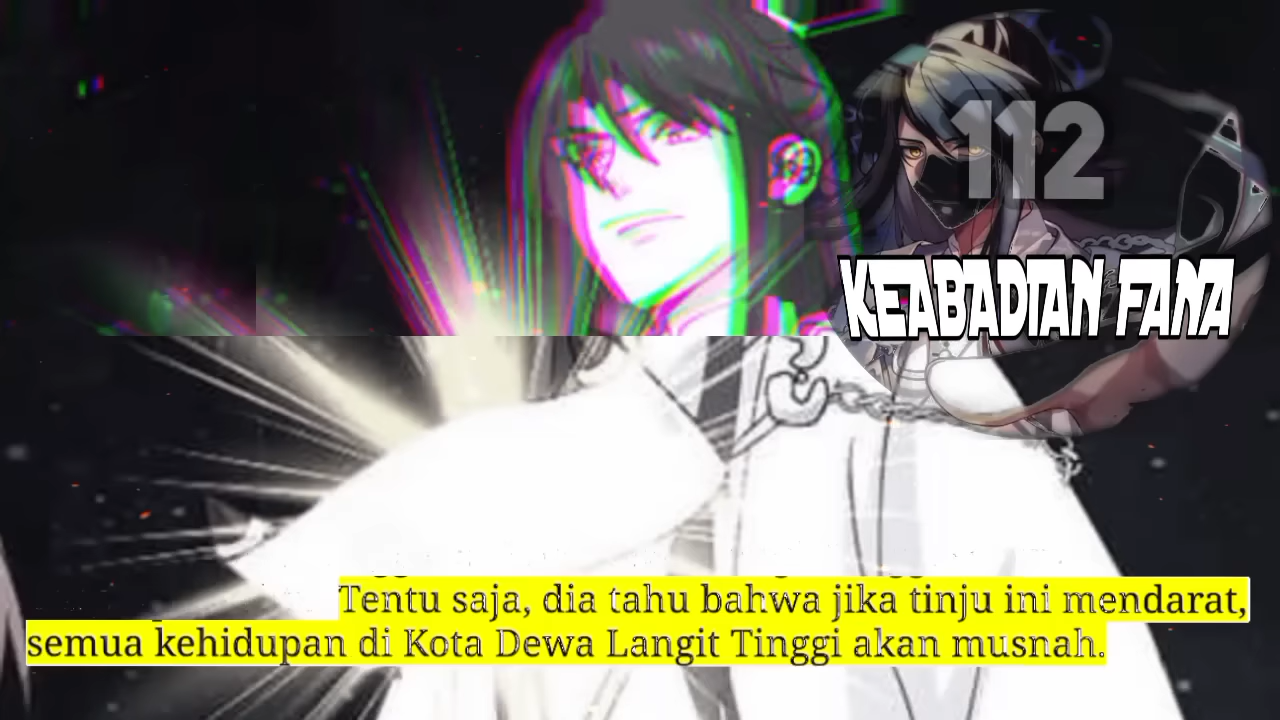 112
KEABADIAN FANA
Tentu saja, dia tahu bahwa jika tinju ini mendarat,
semua kehidupan di Kota Dewa Langit Tinggi akan musnah.